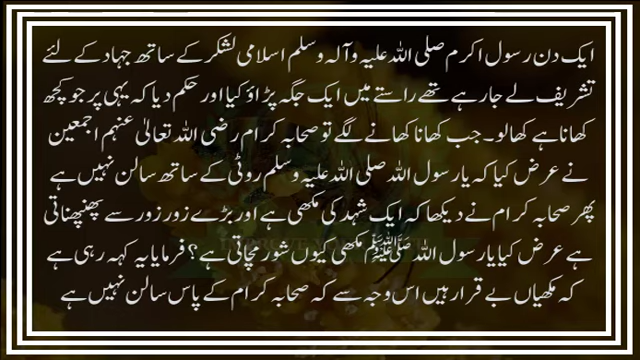 ایک دن رسول اکرم صلی اللہ علیہ وآلہ وسلم اسلامی لشکر کے ساتھ جہاد کے لئے
تشریف لے جا رہے تھے راستے میں ایک جگہ پڑاؤ کیا اور حکم دیا کہ یہی پر جو کچھ
کھانا ہے کھالو۔ جب کھانا کھانے لگے تو صحابہ کرام رضی اللہ تعالیٰ عنہم اجمعین
نے عرض کیا کہ یا رسول اللہ صلی اللہ علیہ وسلم روٹی کے ساتھ سالن نہیں ہے
پھر صحابہ کرام نے دیکھا کہ ایک شہد کی مکھی ہے اور بڑے زور زور سے بھنبھناتی
ہے عرض کیا یا رسول اللہ ﷺ مکھی کیوں شور مچاتی ہے؟ فرمایا یہ کہہ رہی ہے
کہ مکھیاں بے قرار ہیں اس وجہ سے کہ صحابہ کرام کے پاس سالن نہیں ہے